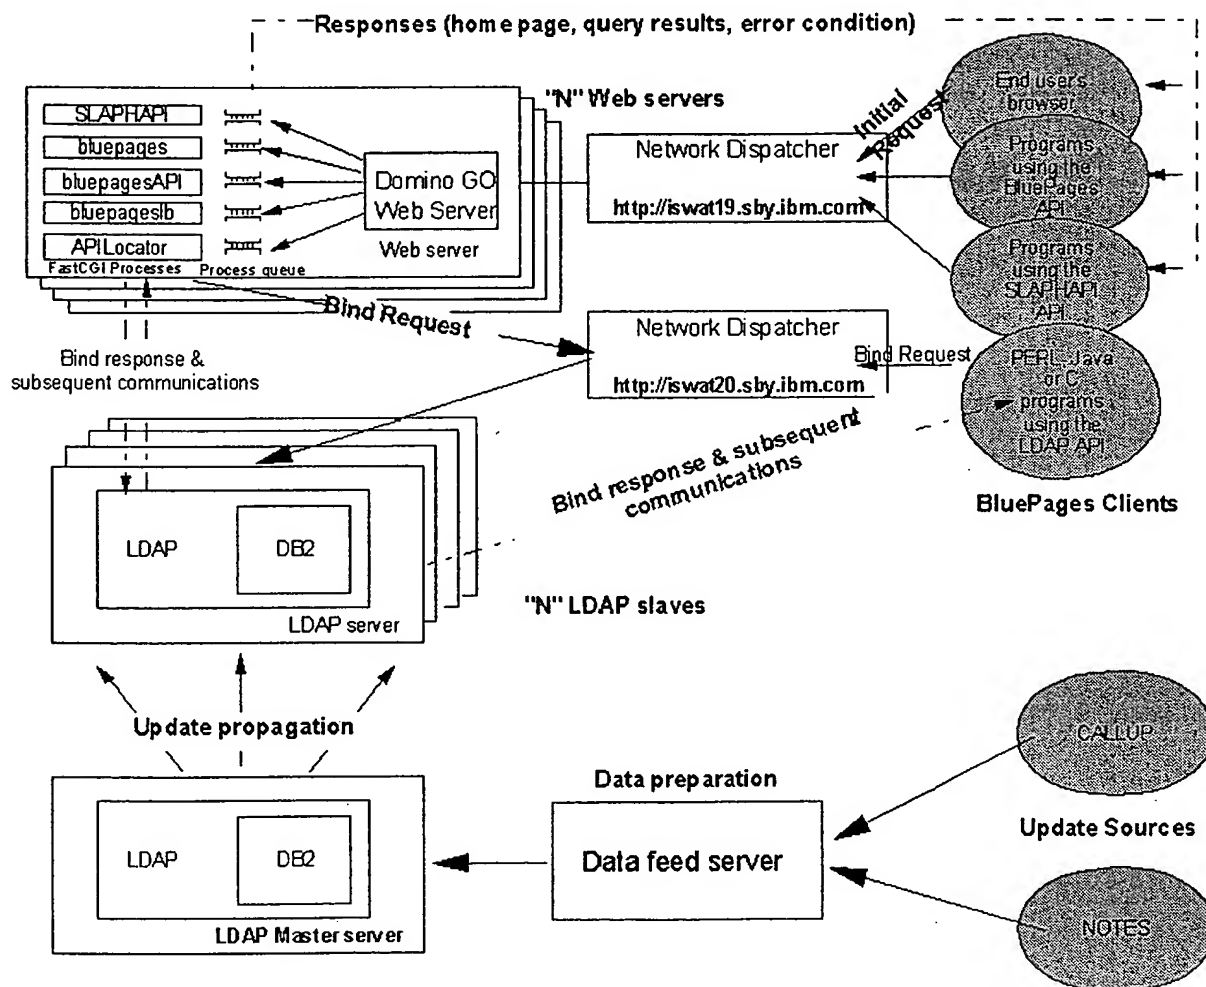 Responses (home page, query results, error condition)
"N" Web servers
SLAPHAPI
bluepages
bluepagesAPI
bluepageslb
APILocator
FastCGI Processes
Process queue
Domino GO
Web Server
Web server
Network Dispatcher
http://iswat19.sby.ibm.com
Initial
Request
End user's
browser
Programs
using the
BluePages
API
Programs
using the
SLAPHAPI
API
Bind Request
Network Dispatcher
http://iswat20.sby.ibm.com
Bind Request
PERL, Java
or C
programs
using the
LDAP API
BluePages Clients
Bind response &
subsequent communications
Bind response & subsequent
communications
LDAP
DB2
LDAP server
"N" LDAP slaves
Update propagation
LDAP
DB2
LDAP Master server
Data preparation
Data feed server
CALLUP
Update Sources
NOTES